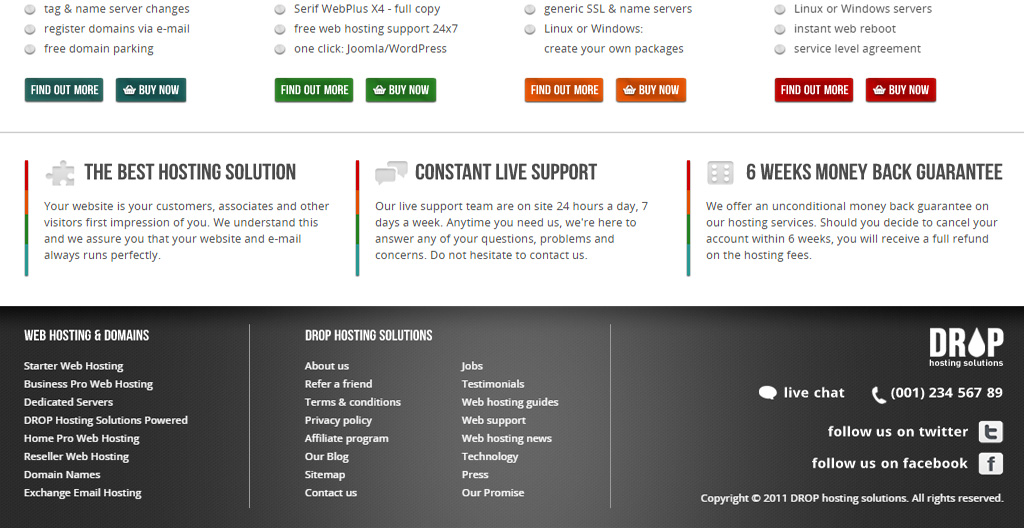 tag & name server changes
register domains via e-mail
free domain parking
FIND OUT MORE
BUY NOW
Serif WebPlus X4 - full copy
free web hosting support 24x7
one click: Joomla/WordPress
FIND OUT MORE
BUY NOW
generic SSL & name servers
Linux or Windows:
create your own packages
FIND OUT MORE
BUY NOW
Linux or Windows servers
instant web reboot
service level agreement
FIND OUT MORE
BUY NOW
THE BEST HOSTING SOLUTION
Your website is your customers, associates and other
visitors first impression of you. We understand this
and we assure you that your website and e-mail
always runs perfectly.
CONSTANT LIVE SUPPORT
Our live support team are on site 24 hours a day, 7
days a week. Anytime you need us, we're here to
answer any of your questions, problems and
concerns. Do not hesitate to contact us.
6 WEEKS MONEY BACK GUARANTEE
We offer an unconditional money back guarantee on
our hosting services. Should you decide to cancel your
account within 6 weeks, you will receive a full refund
on the hosting fees.
WEB HOSTING & DOMAINS
Starter Web Hosting
Business Pro Web Hosting
Dedicated Servers
DROP Hosting Solutions Powered
Home Pro Web Hosting
Reseller Web Hosting
Domain Names
Exchange Email Hosting
DROP HOSTING SOLUTIONS
About us
Refer a friend
Terms & conditions
Privacy policy
Affiliate program
Our Blog
Sitemap
Contact us
Jobs
Testimonials
Web hosting guides
Web support
Web hosting news
Technology
Press
Our Promise
DROP
hosting solutions
live chat
(001) 234 567 89
follow us on twitter
t
follow us on facebook
f
Copyright © 2011 DROP hosting solutions. All rights reserved.